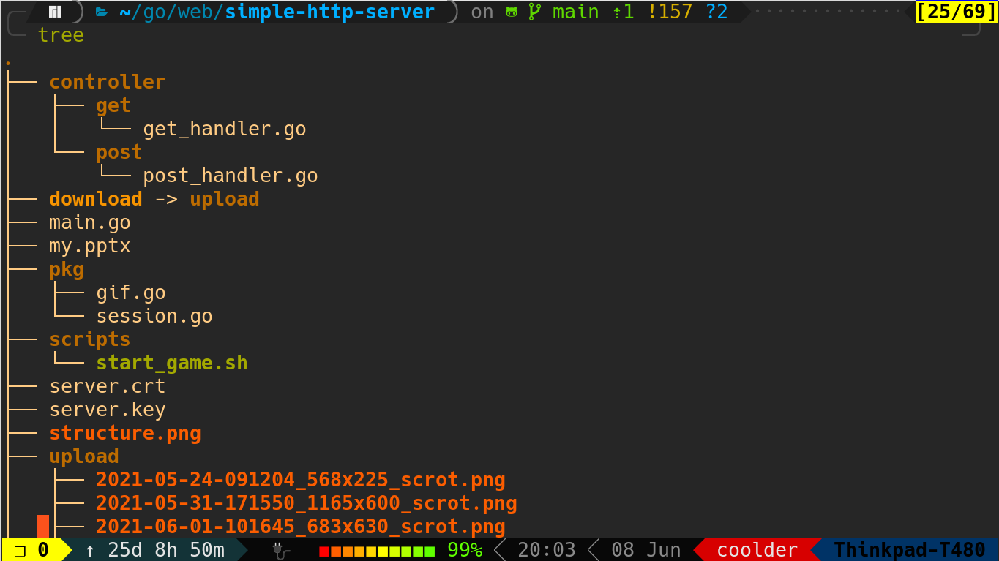 ~/go/web/simple-http-server on main ⇡1 !157 ?2 [25/69]
tree
.
├── controller
│   ├── get
│   │   └── get_handler.go
│   └── post
│       └── post_handler.go
├── download -> upload
├── main.go
├── my.pptx
├── pkg
│   ├── gif.go
│   └── session.go
├── scripts
│   └── start_game.sh
├── server.crt
├── server.key
├── structure.png
├── upload
│   ├── 2021-05-24-091204_568x225_scrot.png
│   ├── 2021-05-31-171550_1165x600_scrot.png
│   ├── 2021-06-01-101645_683x630_scrot.png
❐ 0 ↑ 25d 8h 50m 99% 20:03 08 Jun coolder Thinkpad-T480